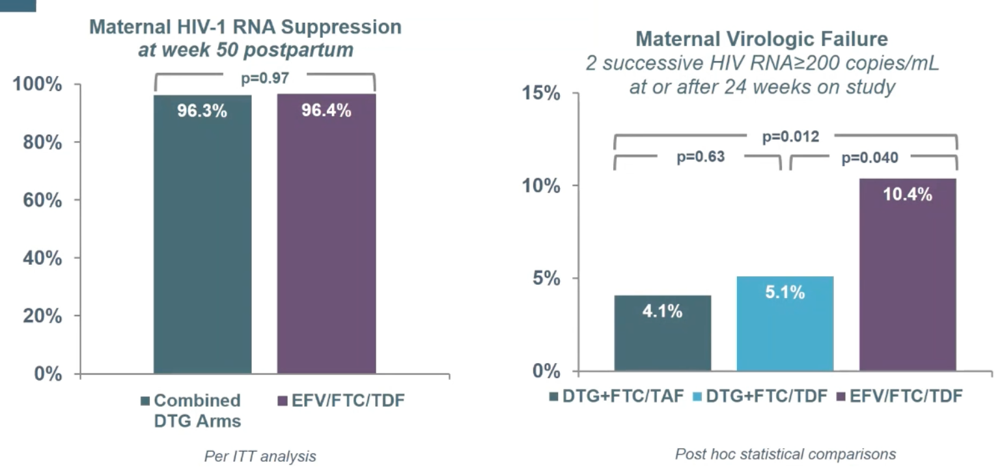 Maternal HIV-1 RNA Suppression
at week 50 postpartum
p=0.97
100%
80%
60%
40%
20%
0%
96.3%
96.4%
Combined
DTG Arms
EFV/FTC/TDF
Per ITT analysis
Maternal Virologic Failure
2 successive HIV RNA≥200 copies/mL
at or after 24 weeks on study
15%
10%
5%
0%
p=0.012
p=0.63
p=0.040
4.1%
5.1%
10.4%
DTG+FTC/TAF DTG+FTC/TDF EFV/FTC/TDF
Post hoc statistical comparisons